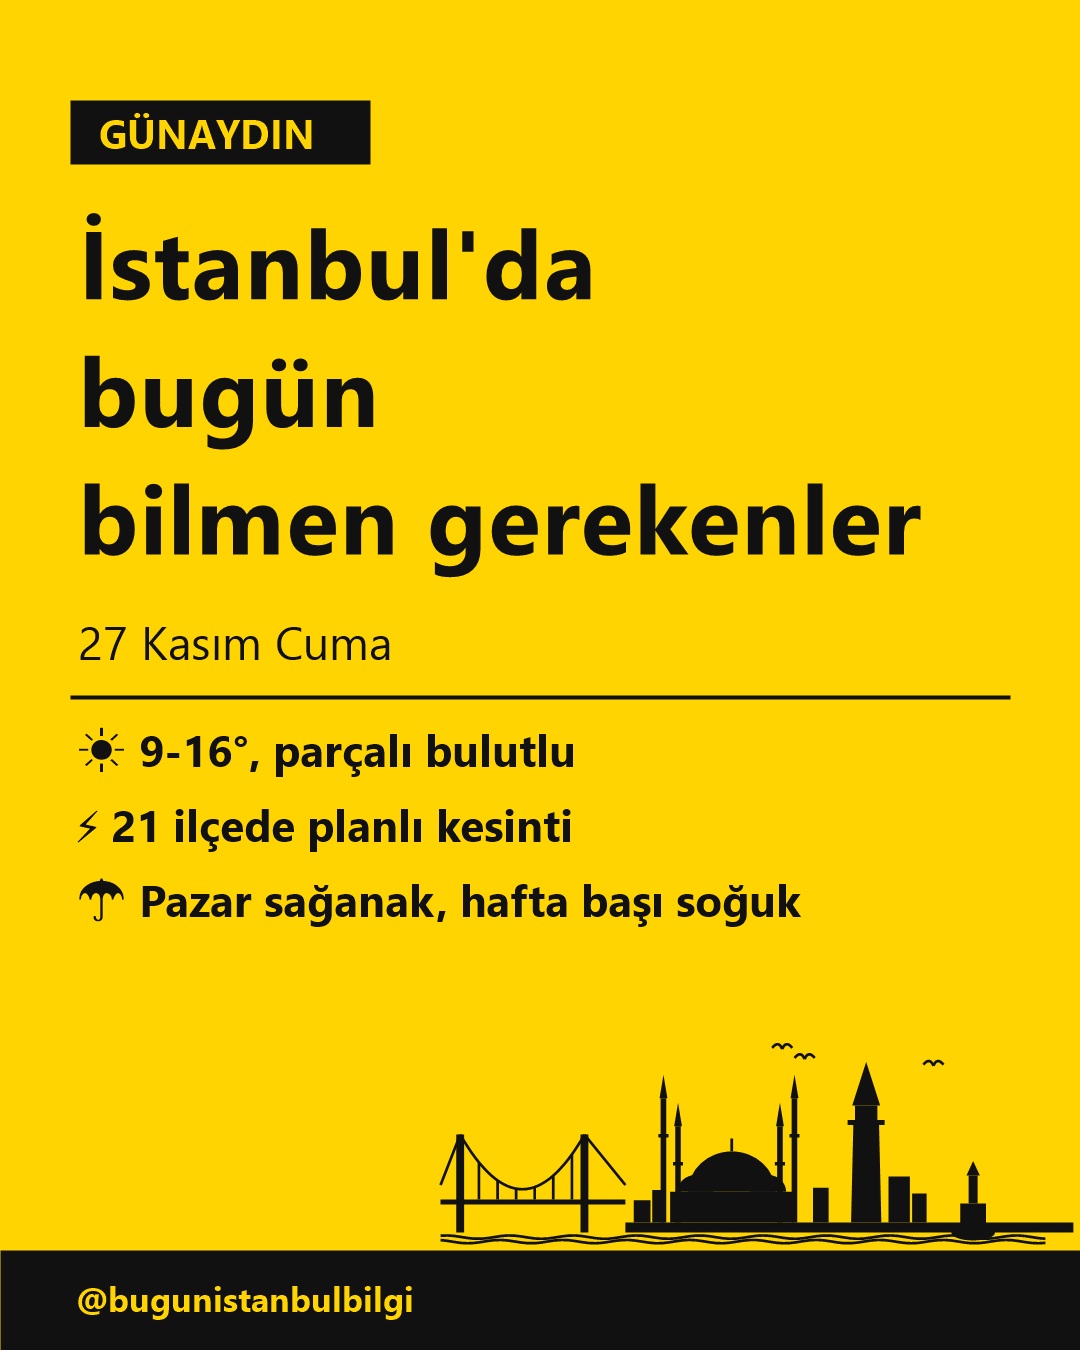 GÜNAYDIN
İstanbul'da
bugün
bilmen gerekenler
27 Kasım Cuma
☀ 9-16°, parçalı bulutlu
⚡ 21 ilçede planlı kesinti
☂ Pazar sağanak, hafta başı soğuk
@bugunistanbulbilgi